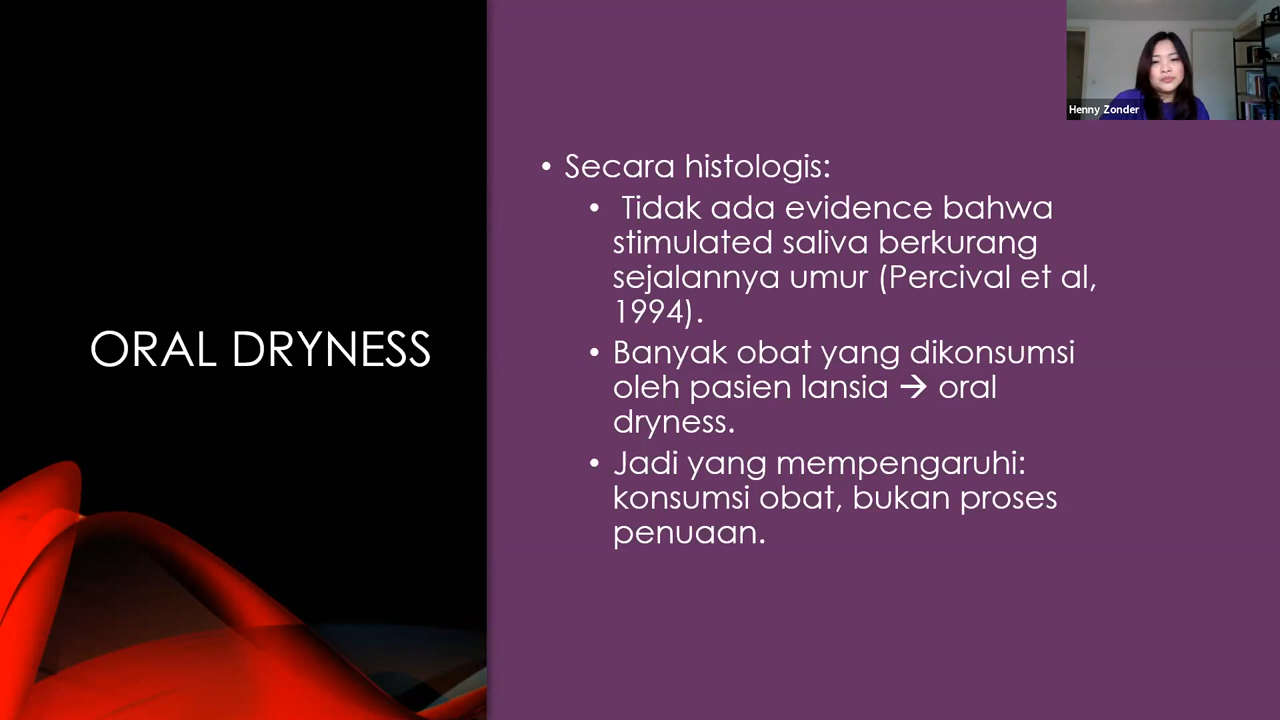 Henny Zonder
ORAL DRYNESS
• Secara histologis:
• Tidak ada evidence bahwa
stimulated saliva berkurang
sejalannya umur (Percival et al,
1994).
• Banyak obat yang dikonsumsi
oleh pasien lansia → oral
dryness.
• Jadi yang mempengaruhi:
konsumsi obat, bukan proses
penuaan.